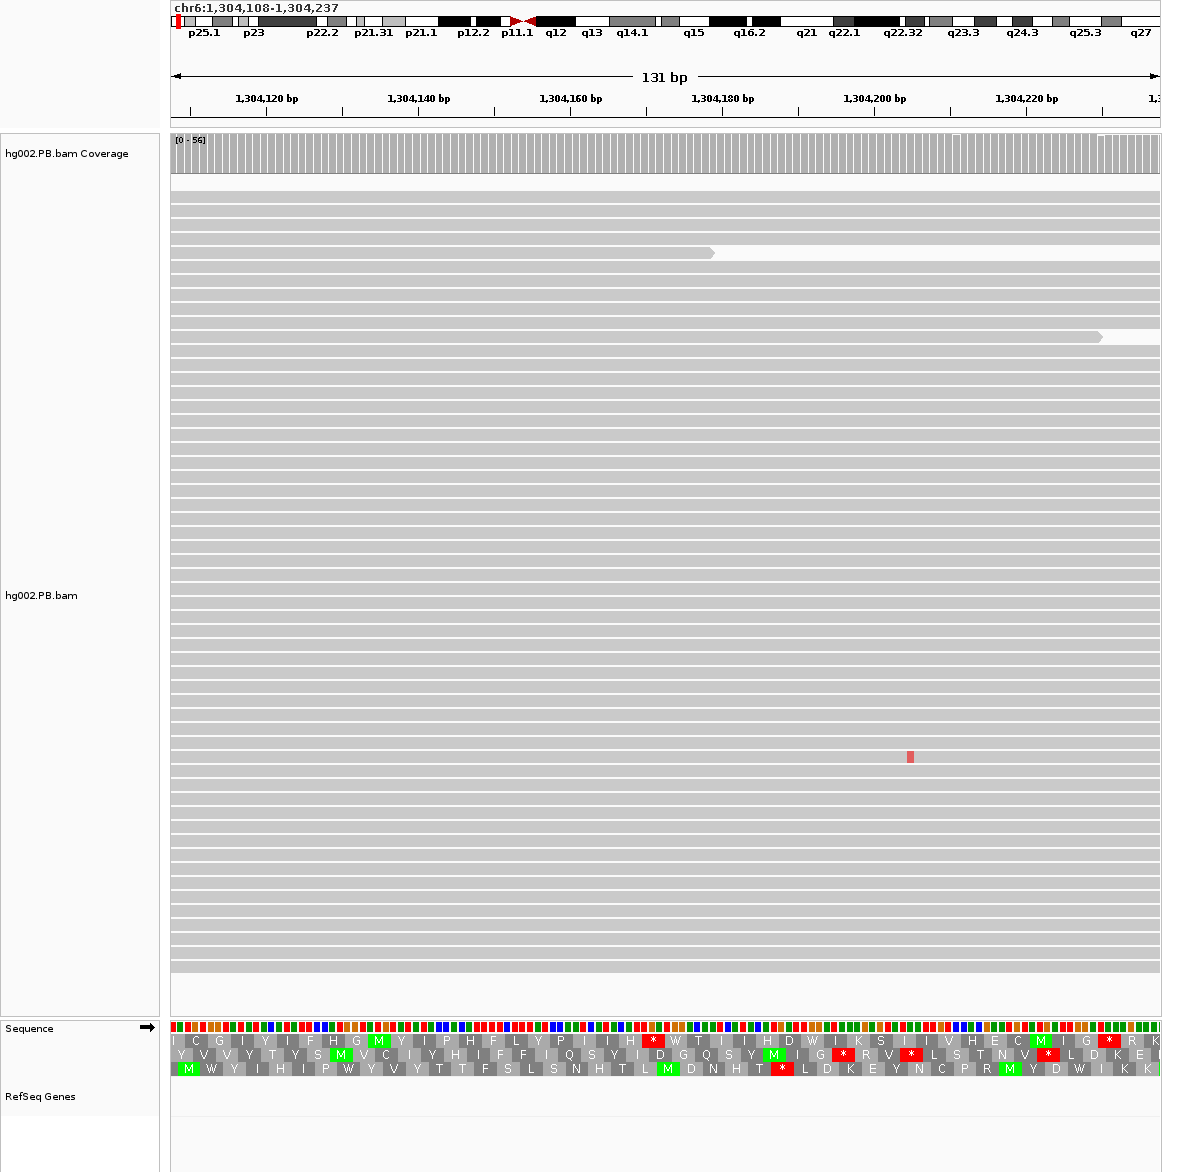 chr6:1,304,108-1,304,237
p25.1 p23 p22.2 p21.31 p21.1 p12.2 p11.1 q12 q13 q14.1 q15 q16.2 q21 q22.1 q22.32 q23.3 q24.3 q25.3 q27
131 bp
1,304,120 bp 1,304,140 bp 1,304,160 bp 1,304,180 bp 1,304,200 bp 1,304,220 bp 1,3
[0 - 56]
hg002.PB.bam Coverage
hg002.PB.bam
Sequence
I C G I Y I F H G M Y I P H F L Y P I I H * W T I I H D W I K S I I V H E C M I G * R K
Y V V Y T Y S M V C I Y H I F F I Q S Y I D G Q S Y M I G * R V * L S T N V * L D K E I
M W Y I H I P W Y V Y T T F S L S N H T L M D N H T * L D K E Y N C P R M Y D W I K K
RefSeq Genes